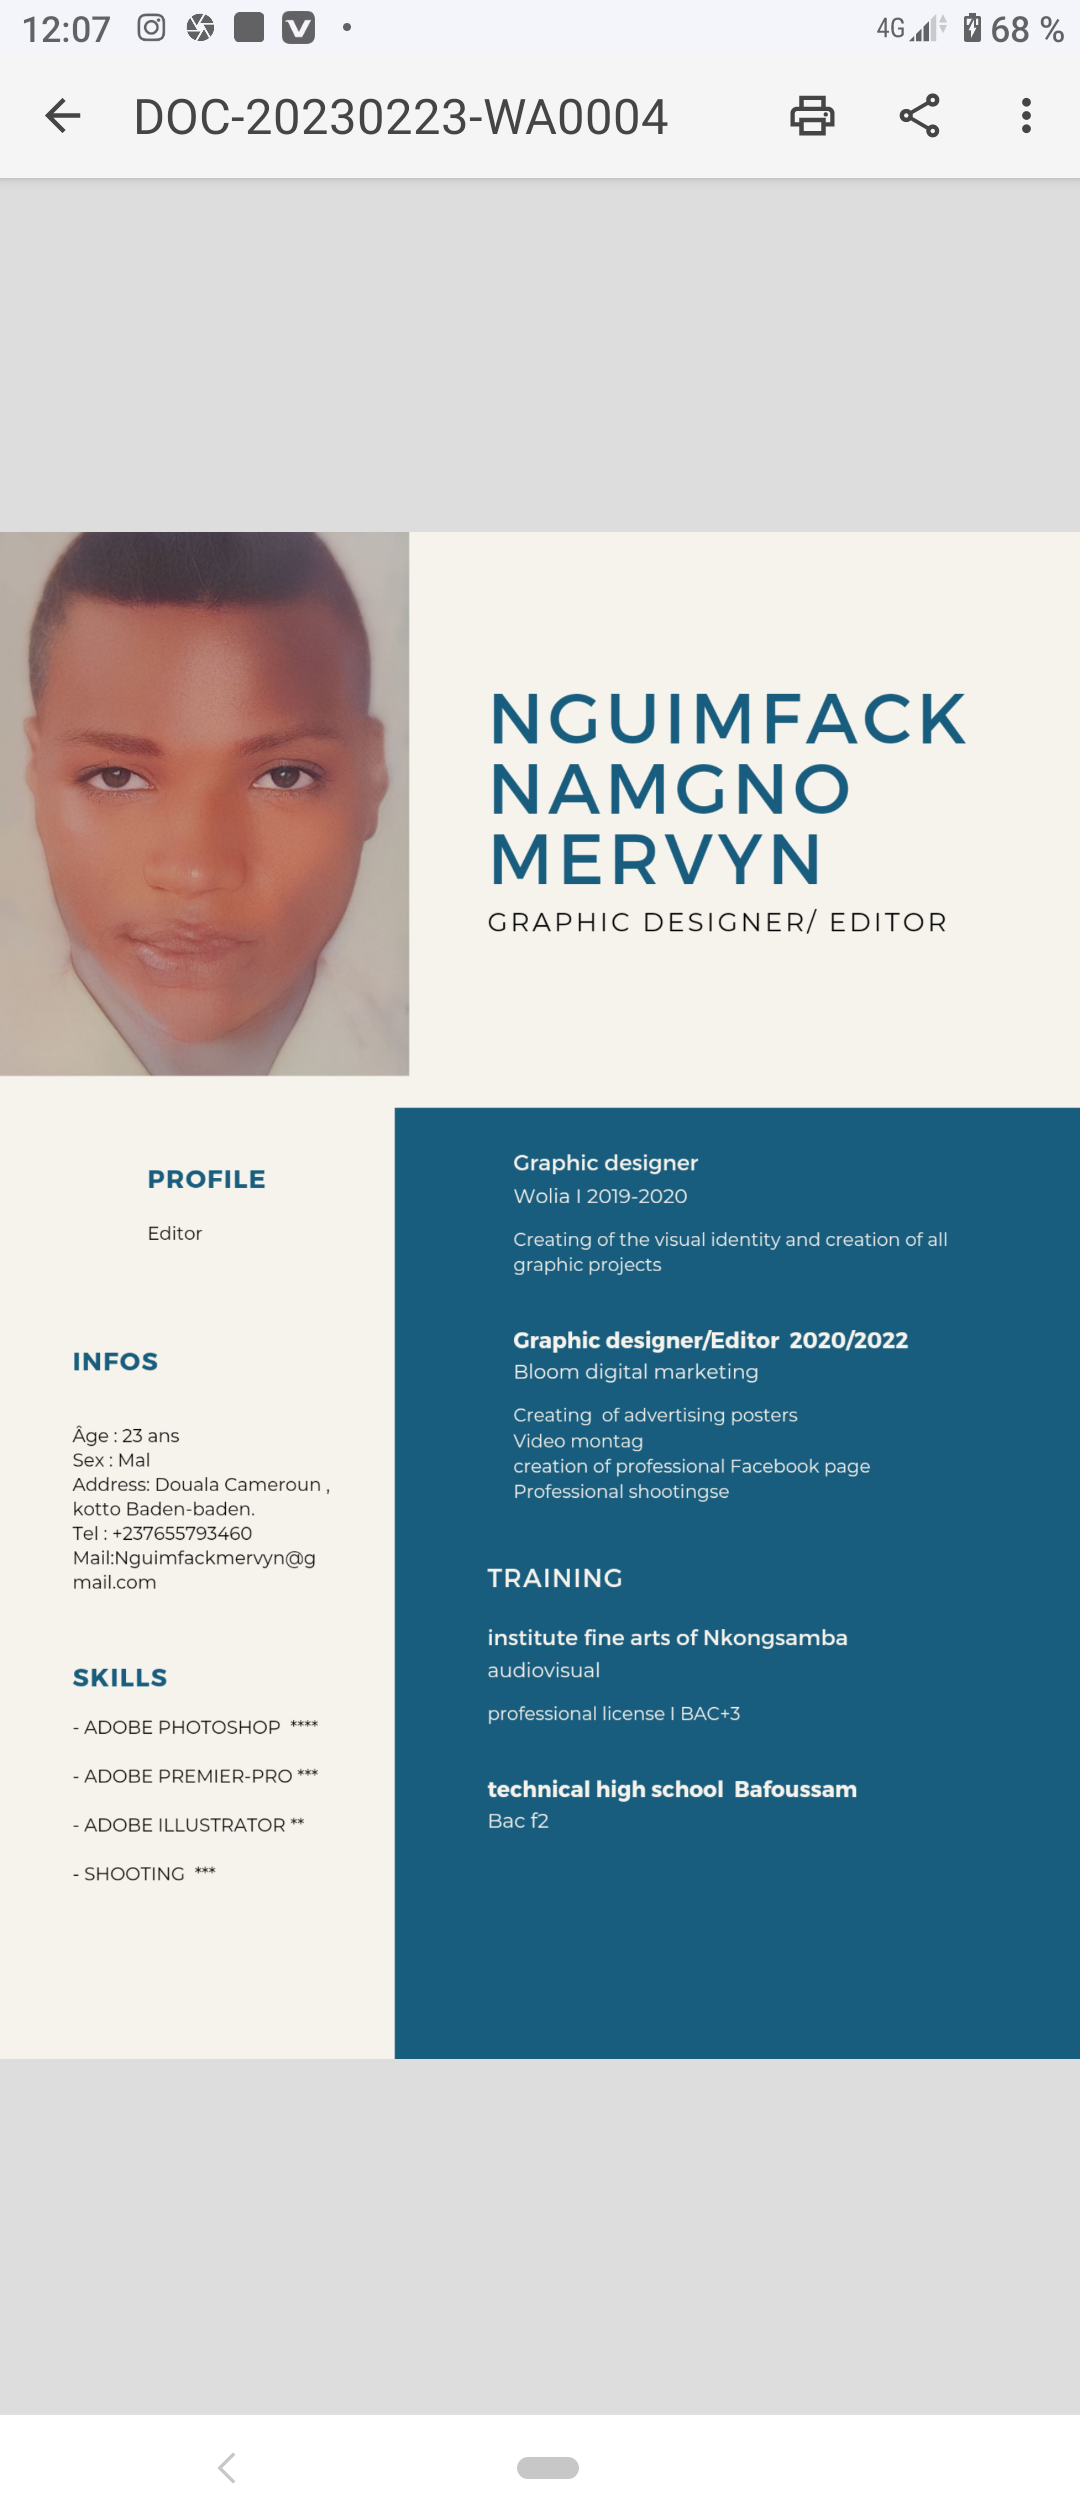 12:07
4G
68 %
DOC-20230223-WA0004
NGUIMFACK
NAMGNO
MERVYN
GRAPHIC DESIGNER/ EDITOR
PROFILE
Editor
INFOS
Âge : 23 ans
Sex : Mal
Address: Douala Cameroun ,
kotto Baden-baden.
Tel : +237655793460
Mail:Nguimfackmervyn@g
mail.com
SKILLS
- ADOBE PHOTOSHOP ****
- ADOBE PREMIER-PRO ***
- ADOBE ILLUSTRATOR **
- SHOOTING ***
Graphic designer
Wolia I 2019-2020
Creating of the visual identity and creation of all
graphic projects
Graphic designer/Editor 2020/2022
Bloom digital marketing
Creating of advertising posters
Video montag
creation of professional Facebook page
Professional shootingse
TRAINING
institute fine arts of Nkongsamba
audiovisual
professional license I BAC+3
technical high school Bafoussam
Bac f2